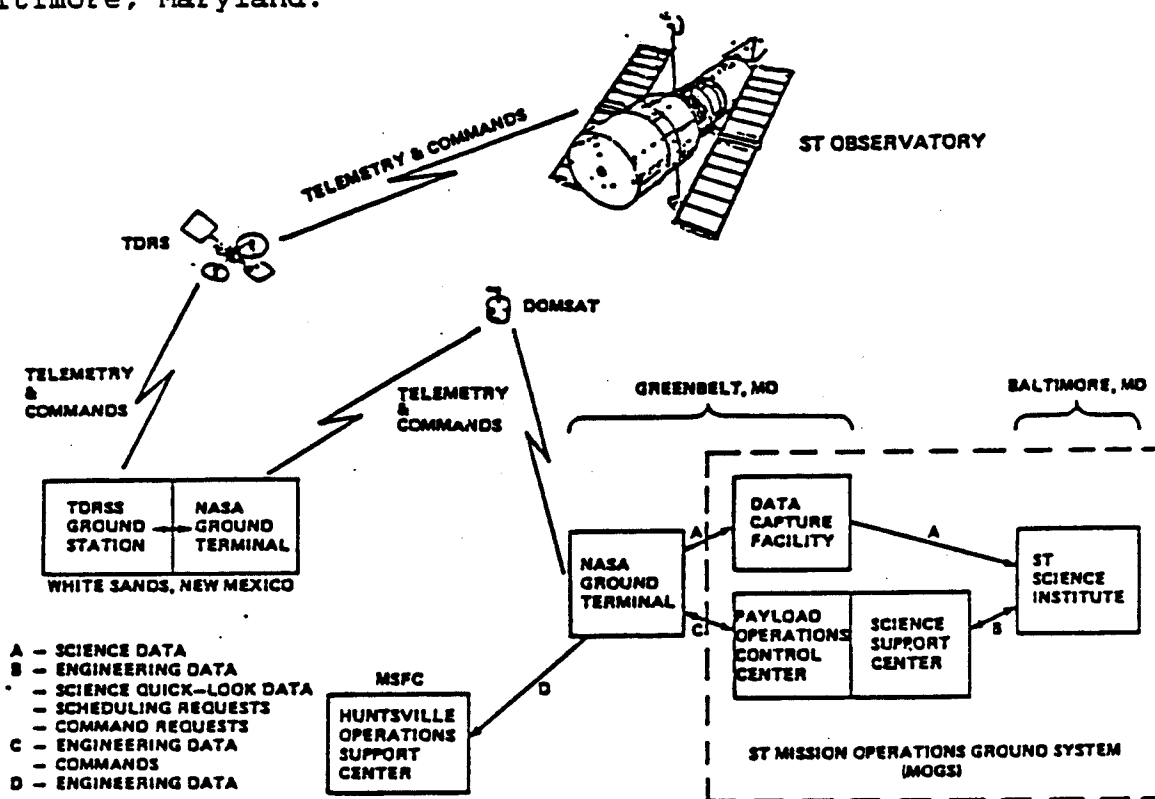 ltimore, Maryland.
ST OBSERVATORY
TELEMETRY & COMMANDS
TDRS
DOMSAT
TELEMETRY
&
COMMANDS
TELEMETRY
&
COMMANDS
GREENBELT, MD
BALTIMORE, MD
TDRSS
GROUND
STATION
NASA
GROUND
TERMINAL
WHITE SANDS, NEW MEXICO
NASA
GROUND
TERMINAL
A
DATA
CAPTURE
FACILITY
A
ST
SCIENCE
INSTITUTE
C
PAYLOAD
OPERATIONS
CONTROL
CENTER
SCIENCE
SUPPORT
CENTER
B
D
MSFC
HUNTSVILLE
OPERATIONS
SUPPORT
CENTER
A – SCIENCE DATA
B – ENGINEERING DATA
– SCIENCE QUICK–LOOK DATA
– SCHEDULING REQUESTS
– COMMAND REQUESTS
C – ENGINEERING DATA
– COMMANDS
D – ENGINEERING DATA
ST MISSION OPERATIONS GROUND SYSTEM
(MOGS)